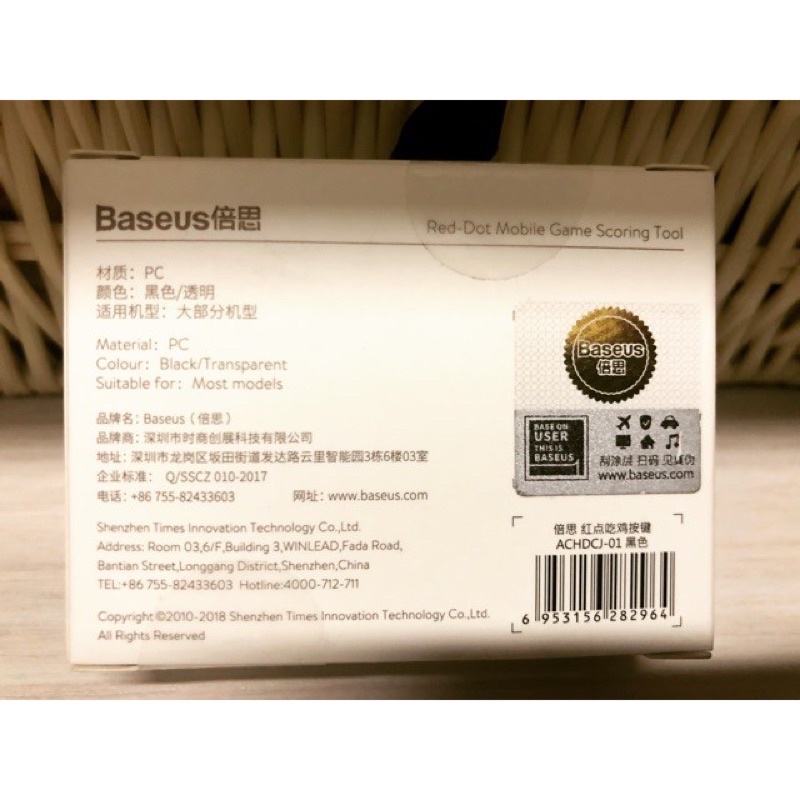 Baseus倍思
Red-Dot Mobile Game Scoring Tool
材质：PC
颜色：黑色/透明
适用机型：大部分机型
Material：PC
Colour：Black/Transparent
Suitable for：Most models
品牌名：Baseus（倍思）
品牌商：深圳市时商创展科技有限公司
地址：深圳市龙岗区坂田街道发达路云里智能园3栋6楼03室
企业标准：Q/SSCZ 010-2017
电话：+86 755-82433603 网址：www.baseus.com
Shenzhen Times Innovation Technology Co.,Ltd.
Address: Room 03,6/F,Building 3,WINLEAD,Fada Road,
Bantian Street,Longgang District,Shenzhen,China
TEL:+86 755-82433603 Hotline:4000-712-711
Copyright ©2010-2018 Shenzhen Times Innovation Technology Co.,Ltd.
All Rights Reserved
Baseus
倍思
BASE ON
USER
THIS IS
BASEUS
刮涂层 扫码 见真伪
www.baseus.com
倍思 红点吃鸡按键
ACHDCJ-01 黑色
6 953156 282964